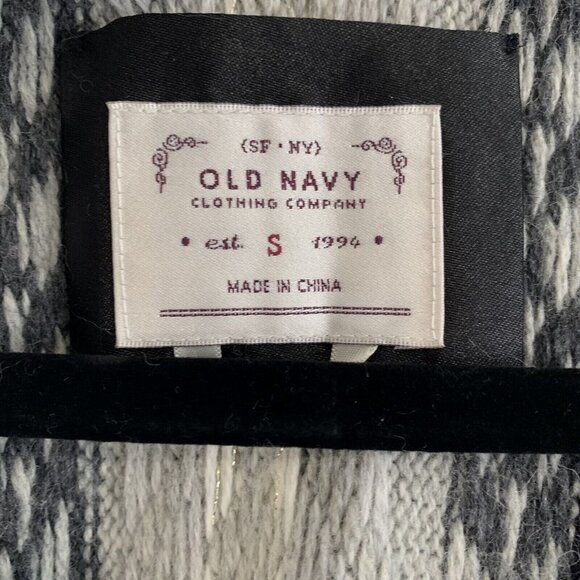 {SF • NY}
OLD NAVY
CLOTHING COMPANY
• est. S 1994 •
MADE IN CHINA